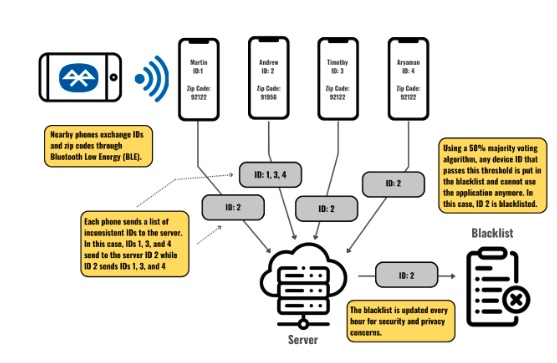 Martin
ID:1
Zip Code:
92122
Andrew
ID: 2
Zip Code:
91950
Timothy
ID: 3
Zip Code:
92122
Aryaman
ID: 4
Zip Code:
92122
Nearby phones exchange IDs
and zip codes through
Bluetooth Low Energy (BLE).
Using a 50% majority voting
algorithm, any device ID that
passes this threshold is put in
the blacklist and cannot use
the application anymore. In
this case, ID 2 is blacklisted.
ID: 1, 3, 4
ID: 2
ID: 2
ID: 2
Each phone sends a list of
inconsistent IDs to the server.
In this case, IDs 1, 3, and 4
send to the server ID 2 while
ID 2 sends IDs 1, 3, and 4
Blacklist
ID: 2
The blacklist is updated every
hour for security and privacy
concerns.
Server